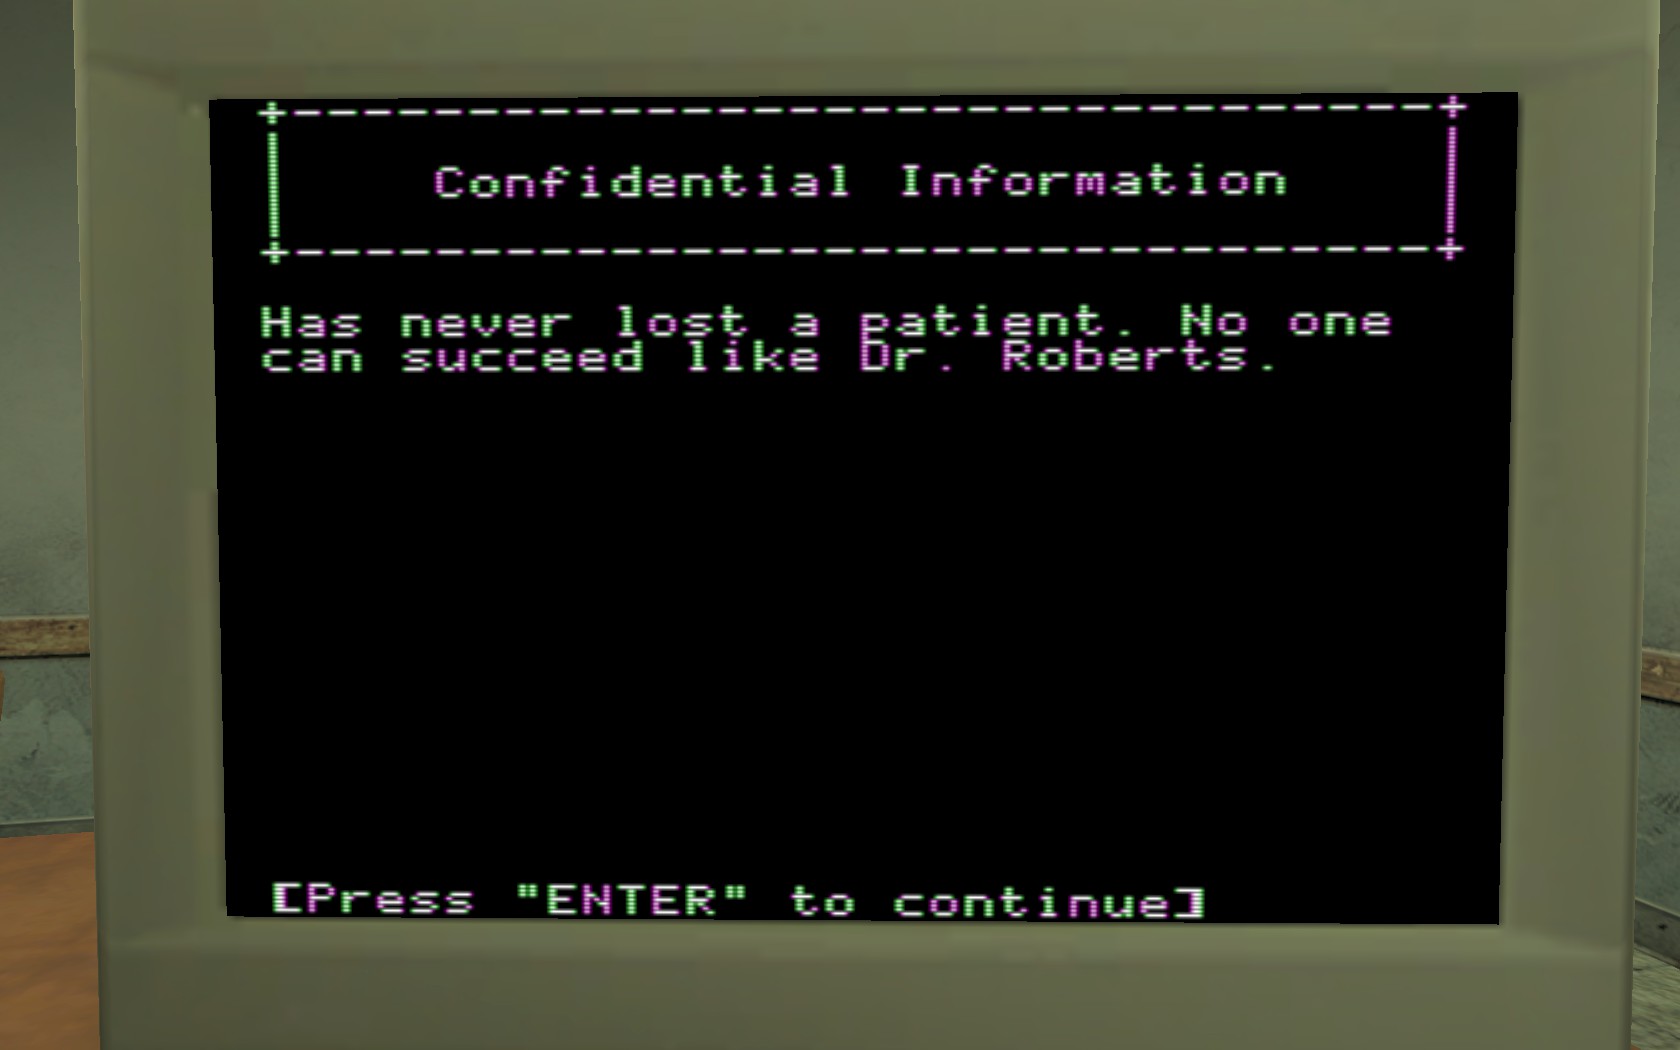 Confidential Information
Has never lost a patient. No one
can succeed like Dr. Roberts.
[Press "ENTER" to continue]